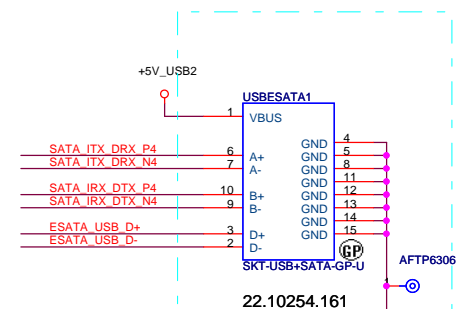 +5V_USB2
USBESATA1
1 VBUS
GND 4
SATA_ITX_DRX_P4 6 A+ GND 5
SATA_ITX_DRX_N4 7 A- GND 8
GND 11
SATA_IRX_DTX_P4 10 B+ GND 12
SATA_IRX_DTX_N4 9 B- GND 13
GND 14
ESATA_USB_D+ 3 D+ GND 15
ESATA_USB_D- 2 D-
GP
SKT-USB+SATA-GP-U
AFTP6306
1
22.10254.161